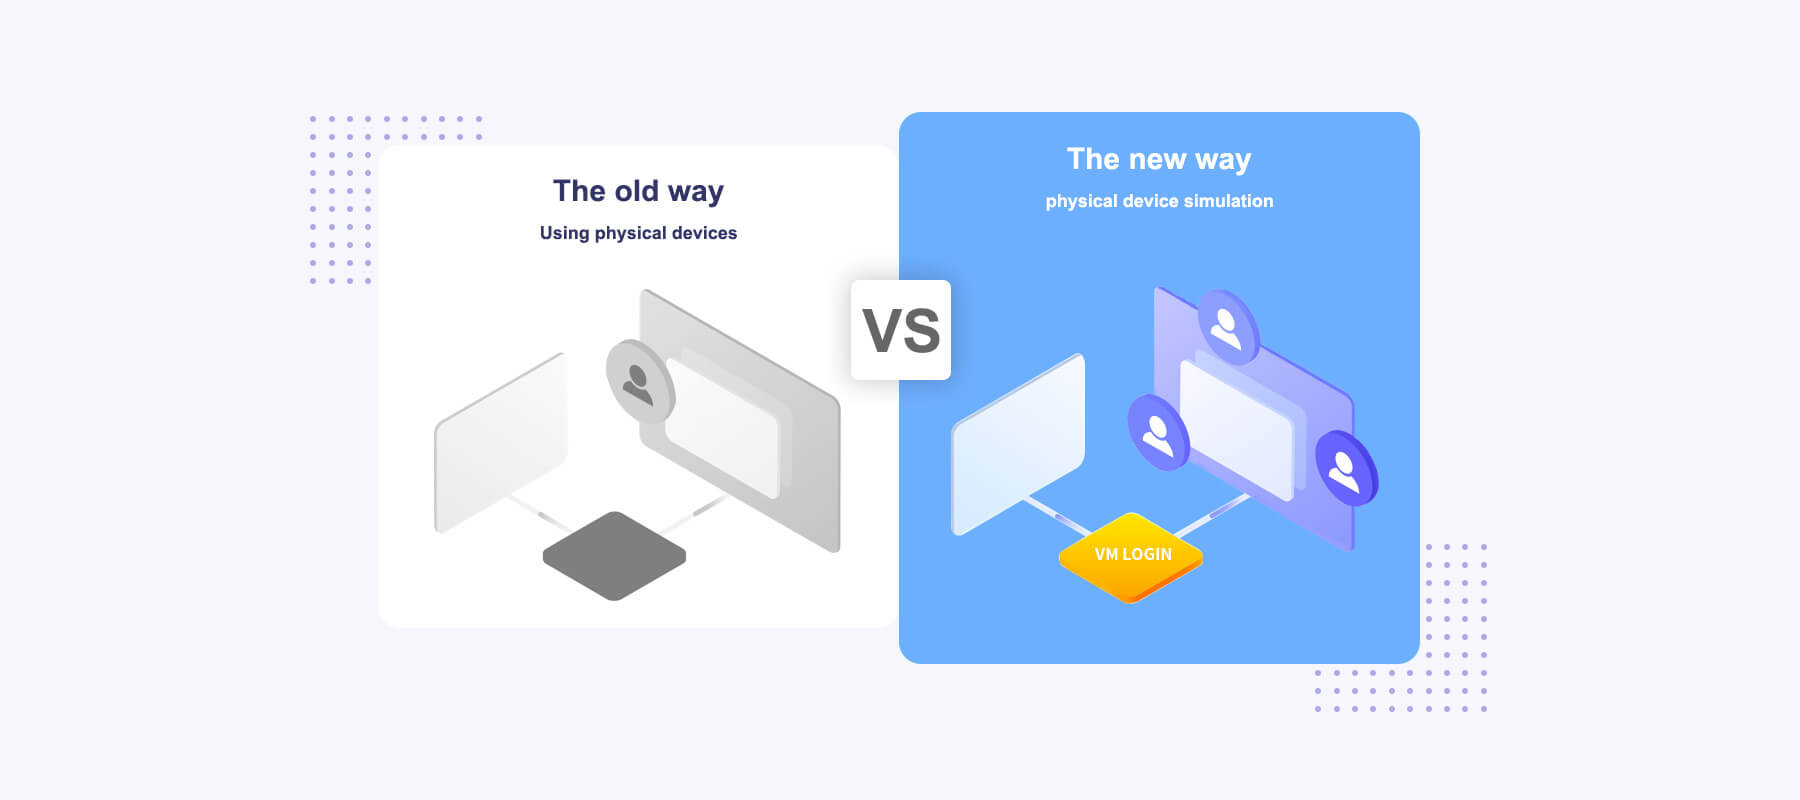 The old way
Using physical devices
VS
The new way
physical device simulation
VM LOGIN